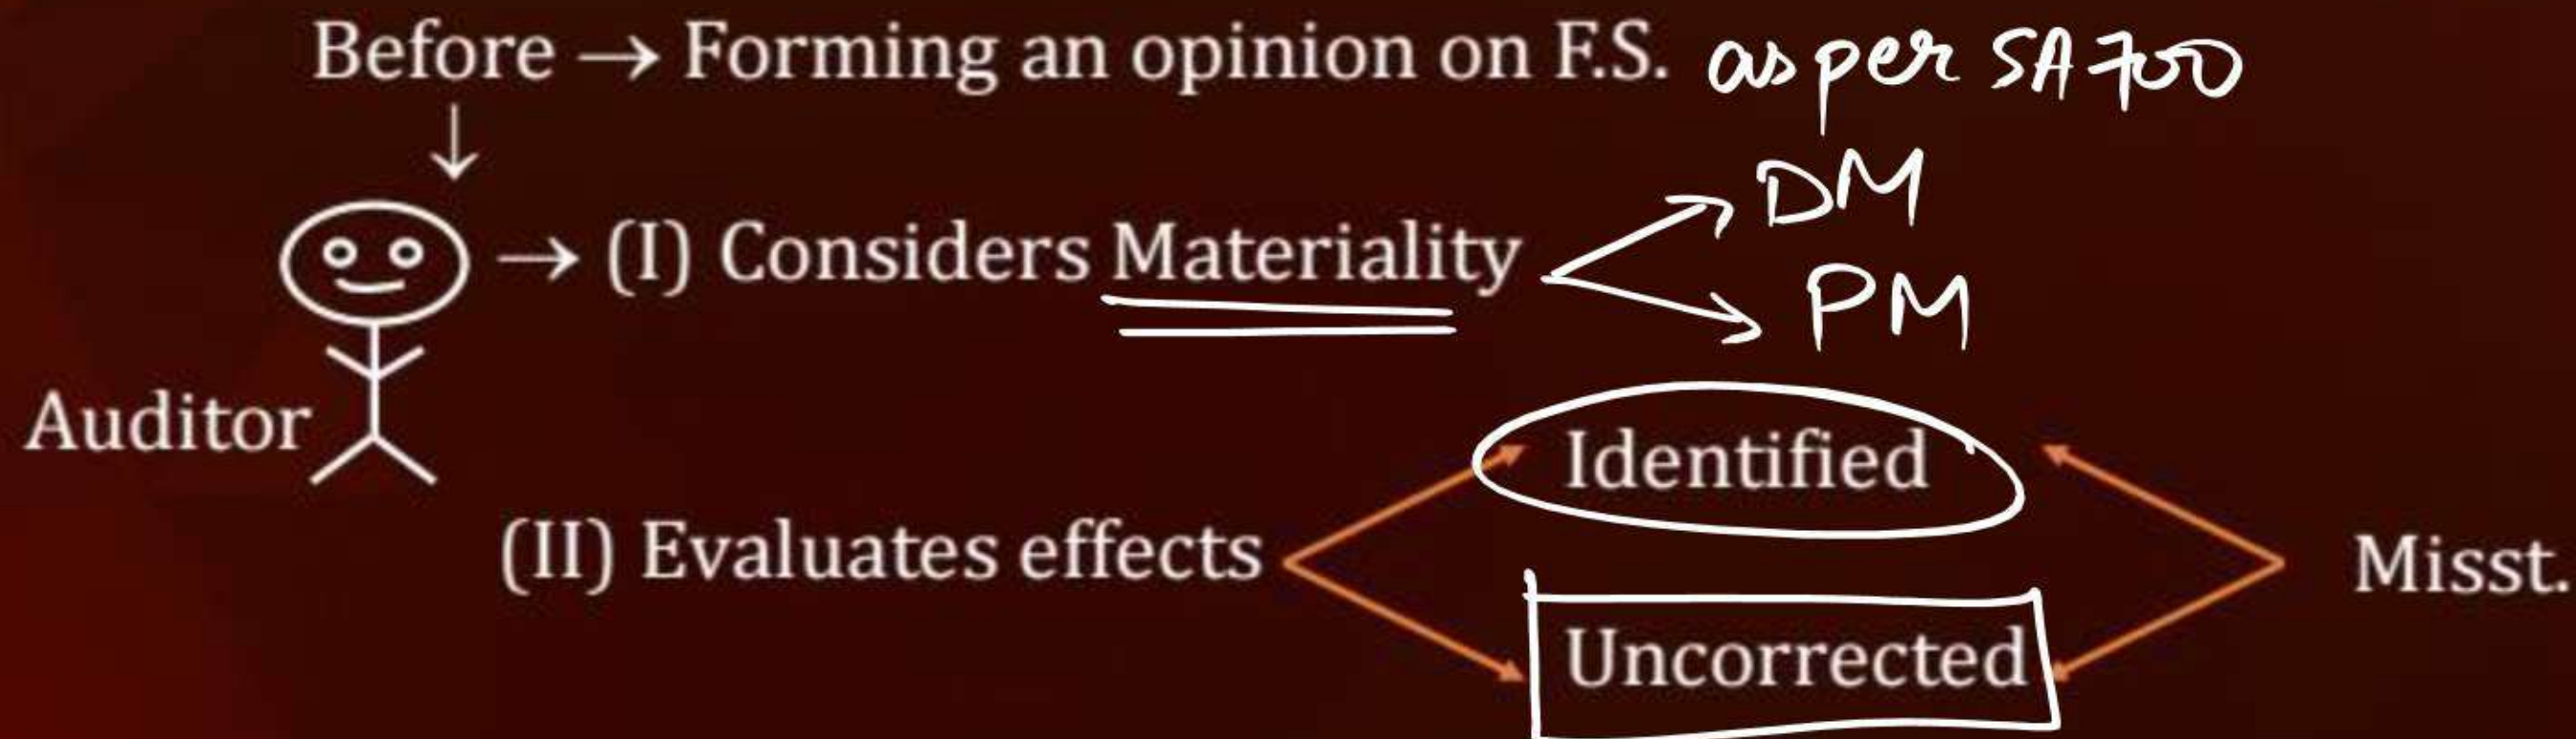 Before → Forming an opinion on F.S. as per SA 700
→ (I) Considers Materiality
DM
PM
Auditor
Identified
(II) Evaluates effects
Misst.
Uncorrected